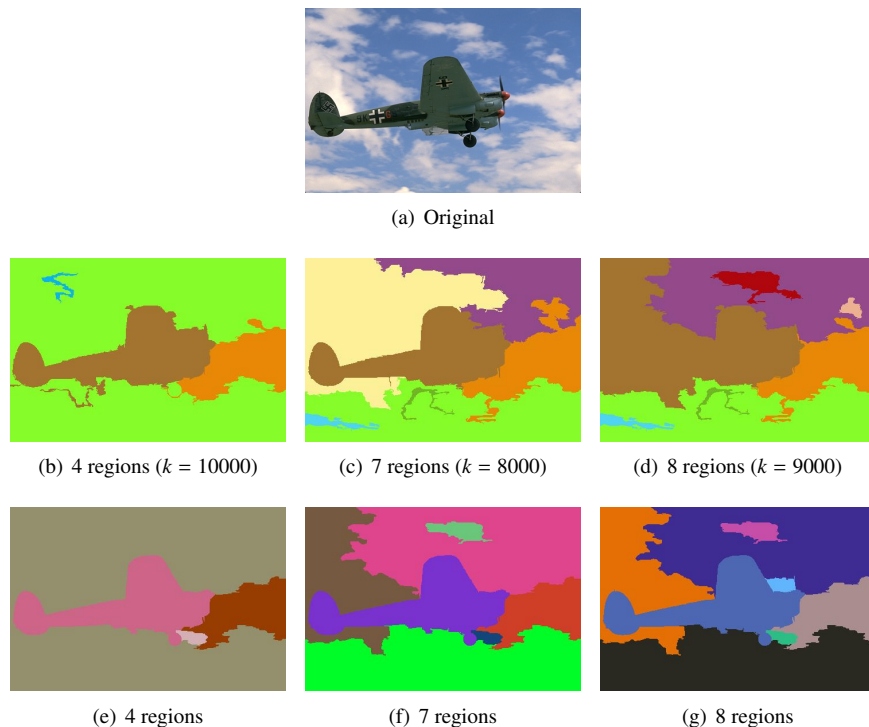 (a) Original
(b) 4 regions (k = 10000)
(c) 7 regions (k = 8000)
(d) 8 regions (k = 9000)
(e) 4 regions
(f) 7 regions
(g) 8 regions